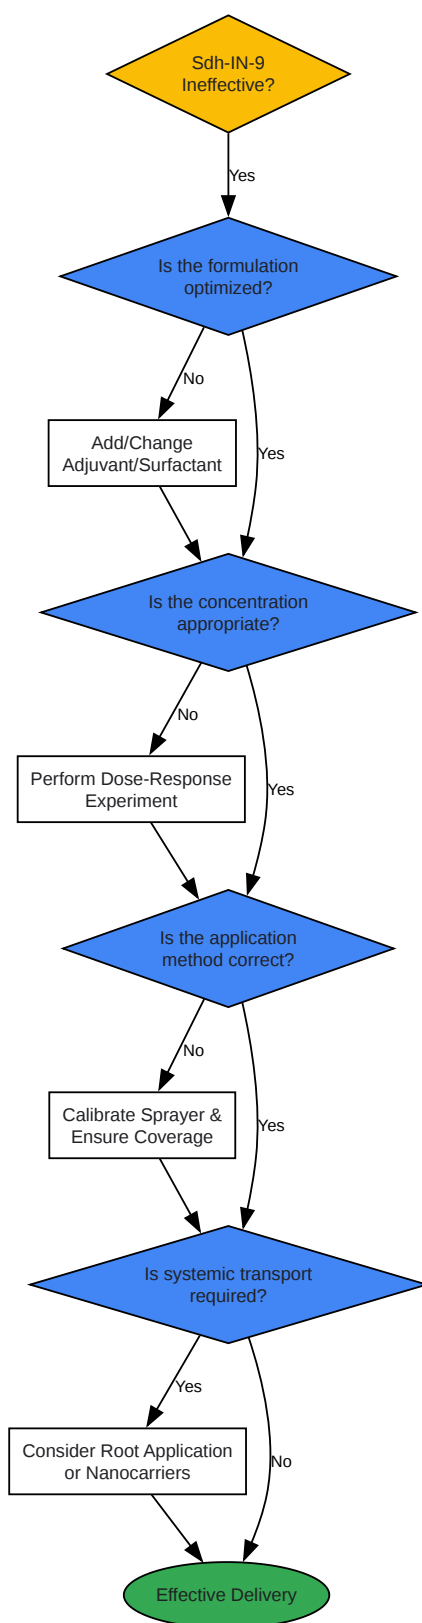 Sdh-IN-9
Ineffective?
Yes
Is the formulation
optimized?
No
Add/Change
Adjuvant/Surfactant
Yes
Is the concentration
appropriate?
No
Perform Dose-Response
Experiment
Yes
Is the application
method correct?
No
Calibrate Sprayer &
Ensure Coverage
Yes
Is systemic transport
required?
Yes
Consider Root Application
or Nanocarriers
No
Effective Delivery